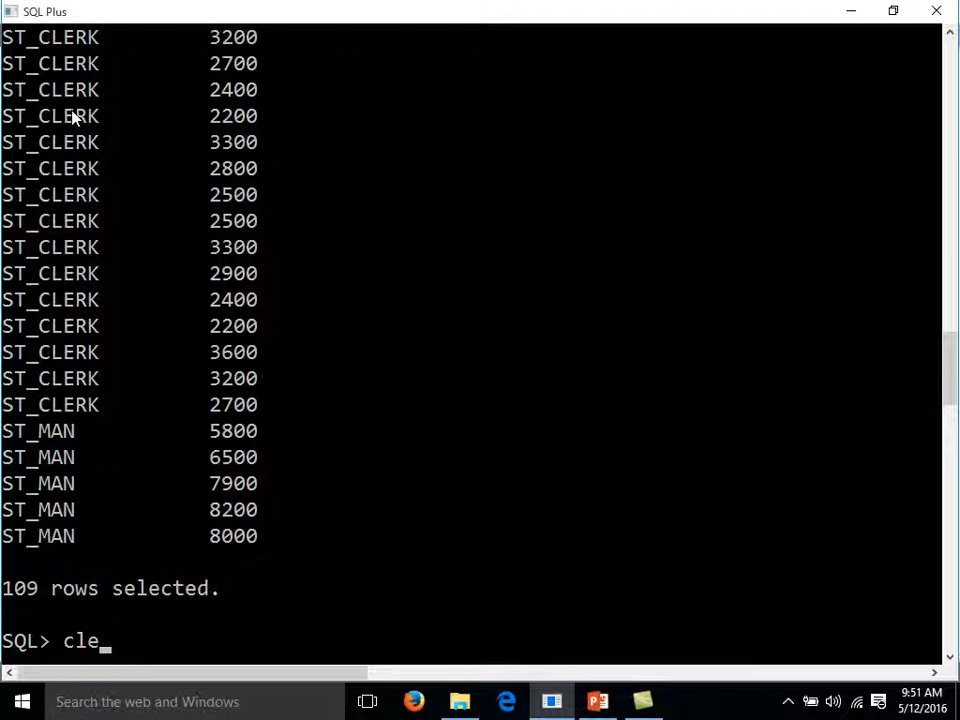 SQL Plus
ST_CLERK 3200
ST_CLERK 2700
ST_CLERK 2400
ST_CLERK 2200
ST_CLERK 3300
ST_CLERK 2800
ST_CLERK 2500
ST_CLERK 2500
ST_CLERK 3300
ST_CLERK 2900
ST_CLERK 2400
ST_CLERK 2200
ST_CLERK 3600
ST_CLERK 3200
ST_CLERK 2700
ST_MAN 5800
ST_MAN 6500
ST_MAN 7900
ST_MAN 8200
ST_MAN 8000
109 rows selected.
SQL> cle_
Search the web and Windows
9:51 AM
5/12/2016